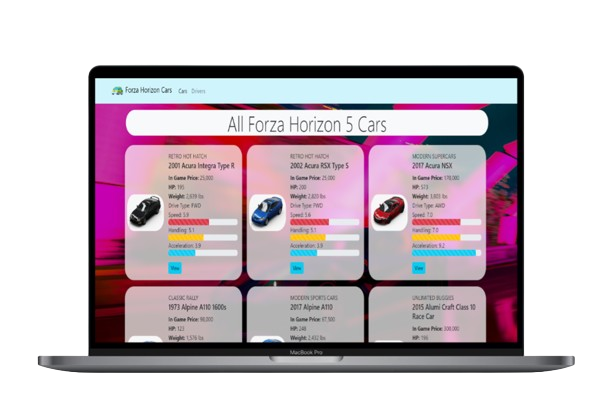 Forza Horizon Cars Cars Drivers
All Forza Horizon 5 Cars
RETRO HOT HATCH
2001 Acura Integra Type R
In Game Price: 25,000
HP: 195
Weight: 2,639 lbs
Drive Type: FWD
Speed: 5.9
Handling: 5.1
Acceleration: 3.9
View
RETRO HOT HATCH
2002 Acura RSX Type S
In Game Price: 25,000
HP: 200
Weight: 2,820 lbs
Drive Type: FWD
Speed: 5.6
Handling: 5.1
Acceleration: 3.9
View
MODERN SUPERCARS
2017 Acura NSX
In Game Price: 170,000
HP: 573
Weight: 3,803 lbs
Drive Type: AWD
Speed: 7.0
Handling: 7.0
Acceleration: 9.2
View
CLASSIC RALLY
1973 Alpine A110 1600s
In Game Price: 98,000
HP: 123
Weight: 1,576 lbs
MODERN SPORTS CARS
2017 Alpine A110
In Game Price: 67,500
HP: 248
Weight: 2,432 lbs
UNLIMITED BUGGIES
2015 Alumi Craft Class 10
Race Car
In Game Price: 500,000
HP: 195
MacBook Pro